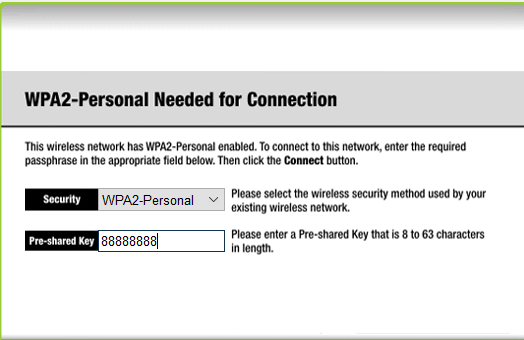 WPA2-Personal Needed for Connection
This wireless network has WPA2-Personal enabled. To connect to this network, enter the required
passphrase in the appropriate field below. Then click the Connect button.
Security WPA2-Personal Please select the wireless security method used by your
existing wireless network.
Pre-shared Key 88888888 Please enter a Pre-shared Key that is 8 to 63 characters
in length.